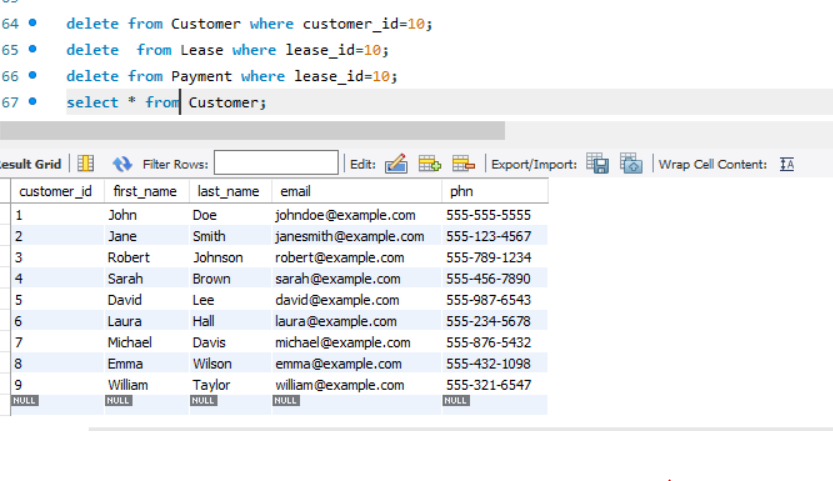 64 delete from Customer where customer_id=10;
65 delete  from Lease where lease_id=10;
66 delete from Payment where lease_id=10;
67 select * from Customer;
Result Grid Filter Rows: Edit: Export/Import: Wrap Cell Content: IA
customer_id first_name last_name email phn
1 John Doe johndoe@example.com 555-555-5555
2 Jane Smith janesmith@example.com 555-123-4567
3 Robert Johnson robert@example.com 555-789-1234
4 Sarah Brown sarah@example.com 555-456-7890
5 David Lee david@example.com 555-987-6543
6 Laura Hall laura@example.com 555-234-5678
7 Michael Davis michael@example.com 555-876-5432
8 Emma Wilson emma@example.com 555-432-1098
9 William Taylor william@example.com 555-321-6547
NULL NULL NULL NULL NULL